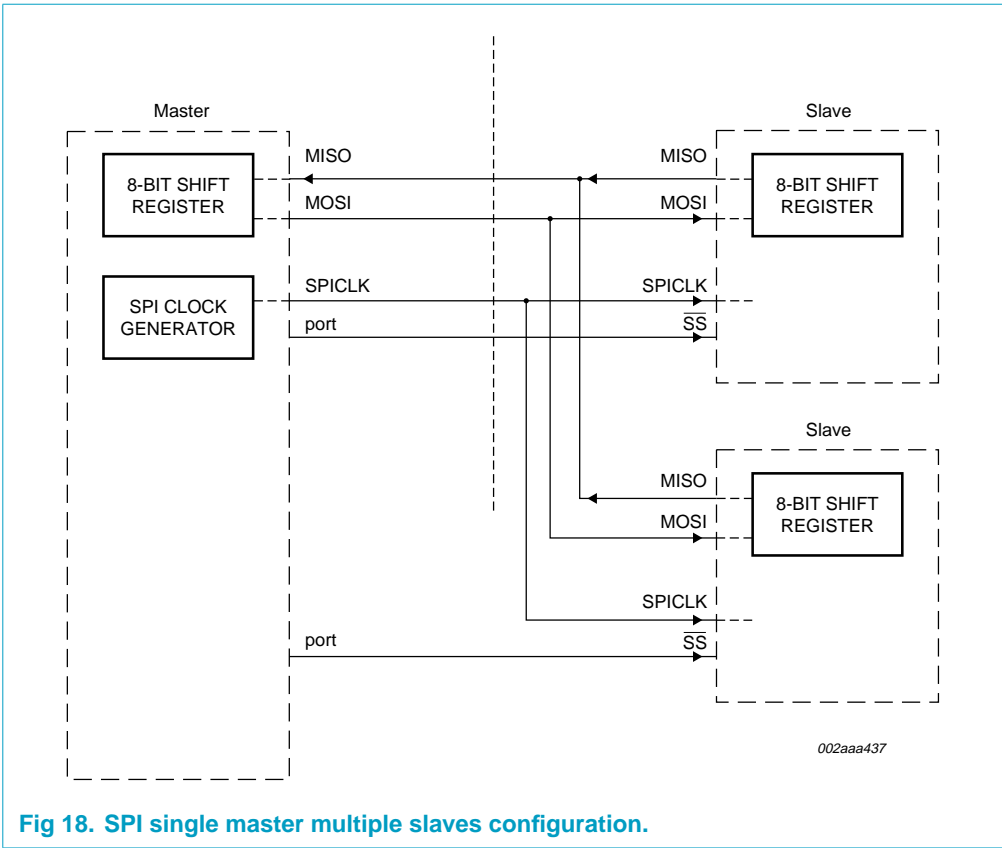 Master
8-BIT SHIFT
REGISTER
SPI CLOCK
GENERATOR
MISO
MOSI
SPICLK
port
port
Slave
MISO
MOSI
SPICLK
S̅S̅
8-BIT SHIFT
REGISTER
Slave
MISO
MOSI
SPICLK
S̅S̅
8-BIT SHIFT
REGISTER
002aaa437
Fig 18. SPI single master multiple slaves configuration.